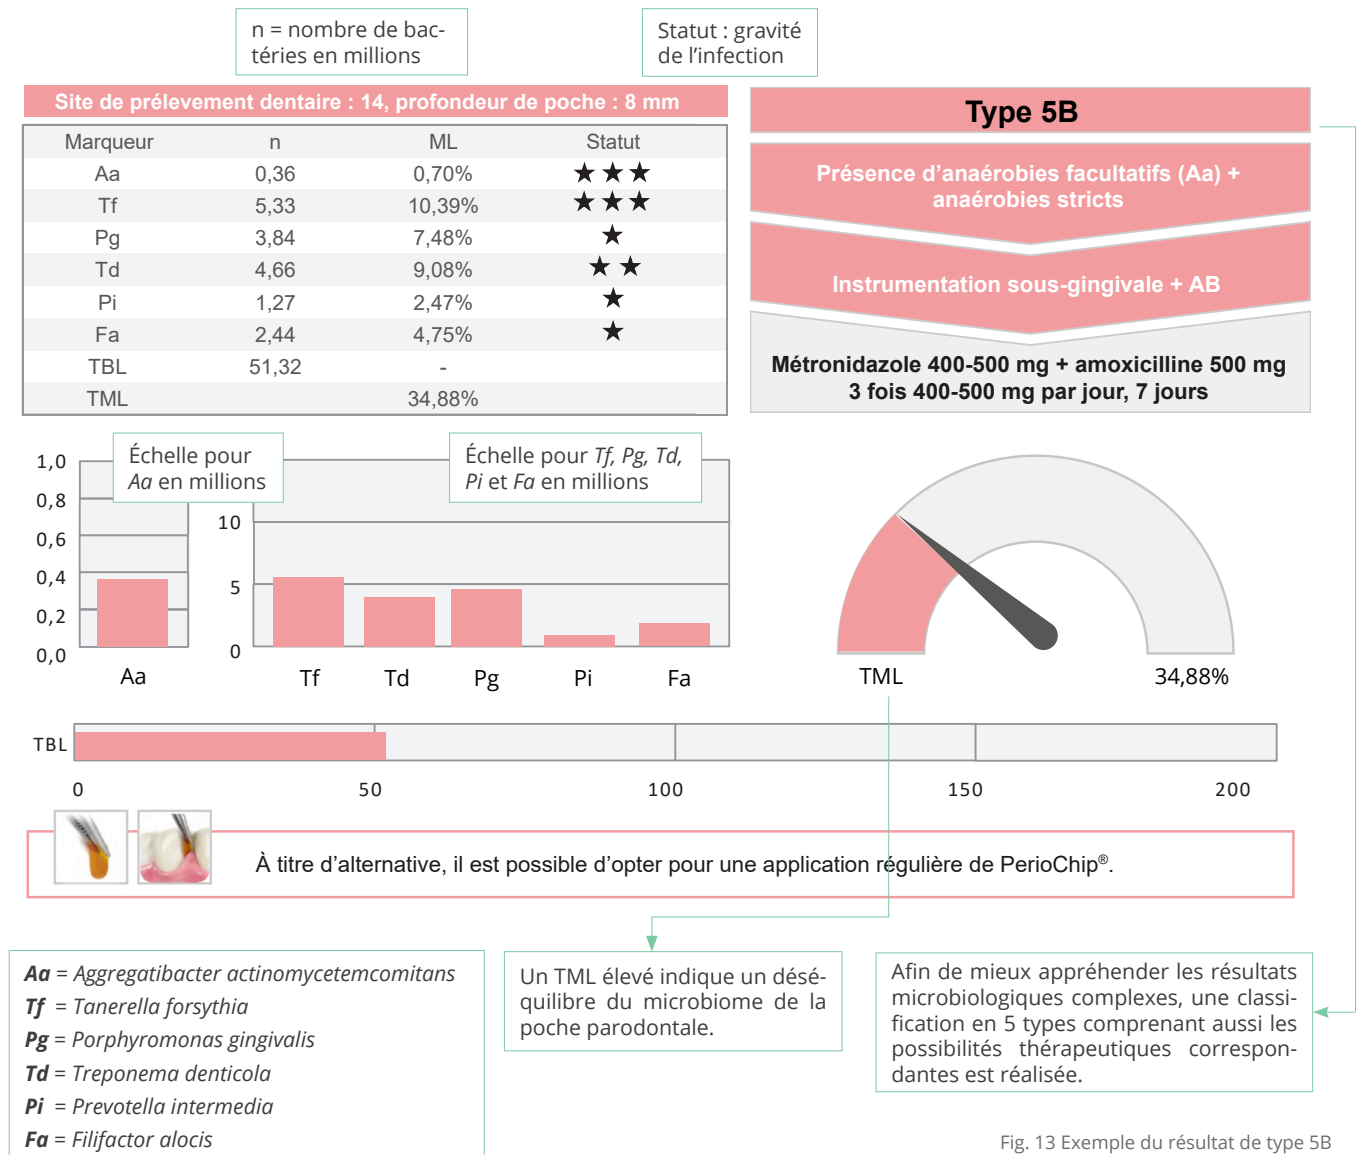 n = nombre de bac-
téries en millions
Statut : gravité
de l'infection
Site de prélevement dentaire : 14, profondeur de poche : 8 mm
Marqueur n ML Statut
Aa 0,36 0,70% ★ ★ ★
Tf 5,33 10,39% ★ ★ ★
Pg 3,84 7,48% ★
Td 4,66 9,08% ★ ★
Pi 1,27 2,47% ★
Fa 2,44 4,75% ★
TBL 51,32 -
TML 34,88%
Type 5B
Présence d'anaérobies facultatifs (Aa) +
anaérobies stricts
Instrumentation sous-gingivale + AB
Métronidazole 400-500 mg + amoxicilline 500 mg
3 fois 400-500 mg par jour, 7 jours
Échelle pour
Aa en millions
1,0
0,8
0,6
0,4
0,2
0,0
Aa
Échelle pour Tf, Pg, Td,
Pi et Fa en millions
10
5
0
Tf Td Pg Pi Fa
TML 34,88%
TBL
0 50 100 150 200
À titre d'alternative, il est possible d'opter pour une application régulière de PerioChip®.
Aa = Aggregatibacter actinomycetemcomitans
Tf = Tanerella forsythia
Pg = Porphyromonas gingivalis
Td = Treponema denticola
Pi = Prevotella intermedia
Fa = Filifactor alocis
Un TML élevé indique un désé-
quilibre du microbiome de la
poche parodontale.
Afin de mieux appréhender les résultats
microbiologiques complexes, une classi-
fication en 5 types comprenant aussi les
possibilités thérapeutiques correspon-
dantes est réalisée.
Fig. 13 Exemple du résultat de type 5B